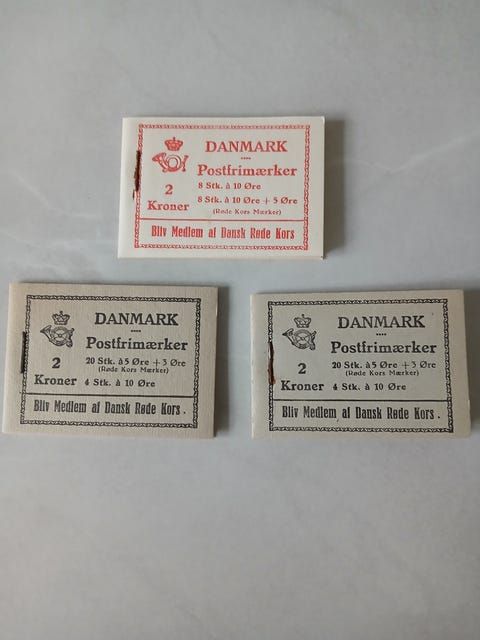 DANMARK
Postfrimærker
8 Stk. à 10 Øre
8 Stk. à 10 Øre + 5 Øre
(Røde Kors Mærker)
2
Kroner
Bliv Medlem af Dansk Røde Kors
DANMARK
Postfrimærker
20 Stk. à 5 Øre + 3 Øre
(Røde Kors Mærker)
4 Stk. à 10 Øre
2
Kroner
Bliv Medlem af Dansk Røde Kors.
DANMARK
Postfrimærker
20 Stk. à 5 Øre + 3 Øre
(Røde Kors Mærker)
4 Stk. à 10 Øre
2
Kroner
Bliv Medlem af Dansk Røde Kors.